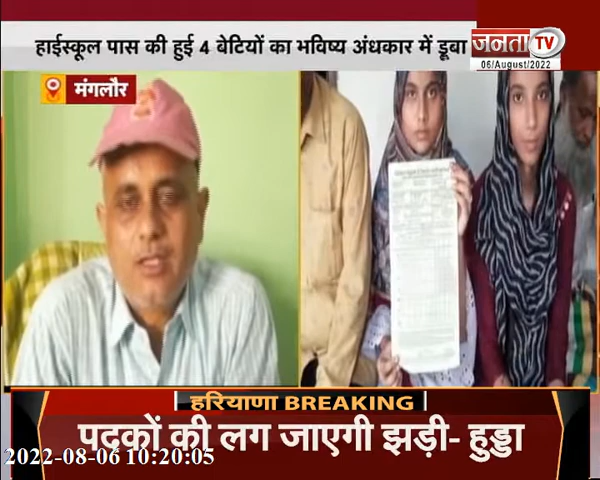 हाईस्कूल पास की हुई 4 बेटियों का भविष्य अंधकार में डूबा
जनता TV
06/August/2022
मंगलौर
हरियाणा BREAKING
पदकों की लग जाएगी झड़ी- हुड्डा
2022-08-06 10:20:05